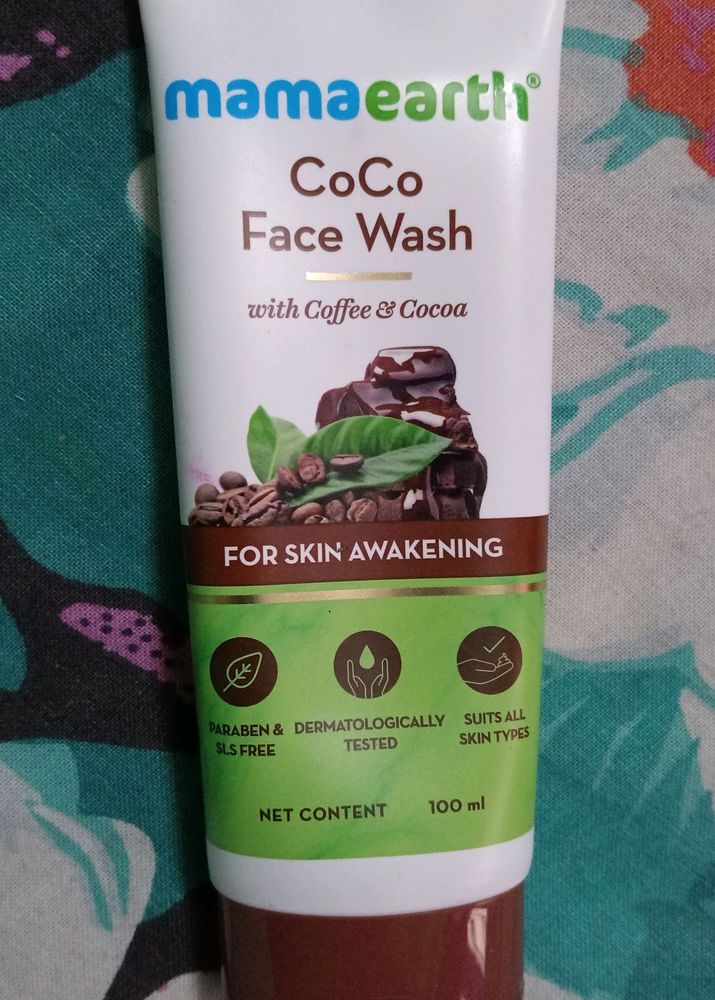 mamaearth®
CoCo
Face Wash
with Coffee & Cocoa
FOR SKIN AWAKENING
PARABEN &
SLS FREE
DERMATOLOGICALLY
TESTED
SUITS ALL
SKIN TYPES
NET CONTENT 100 ml